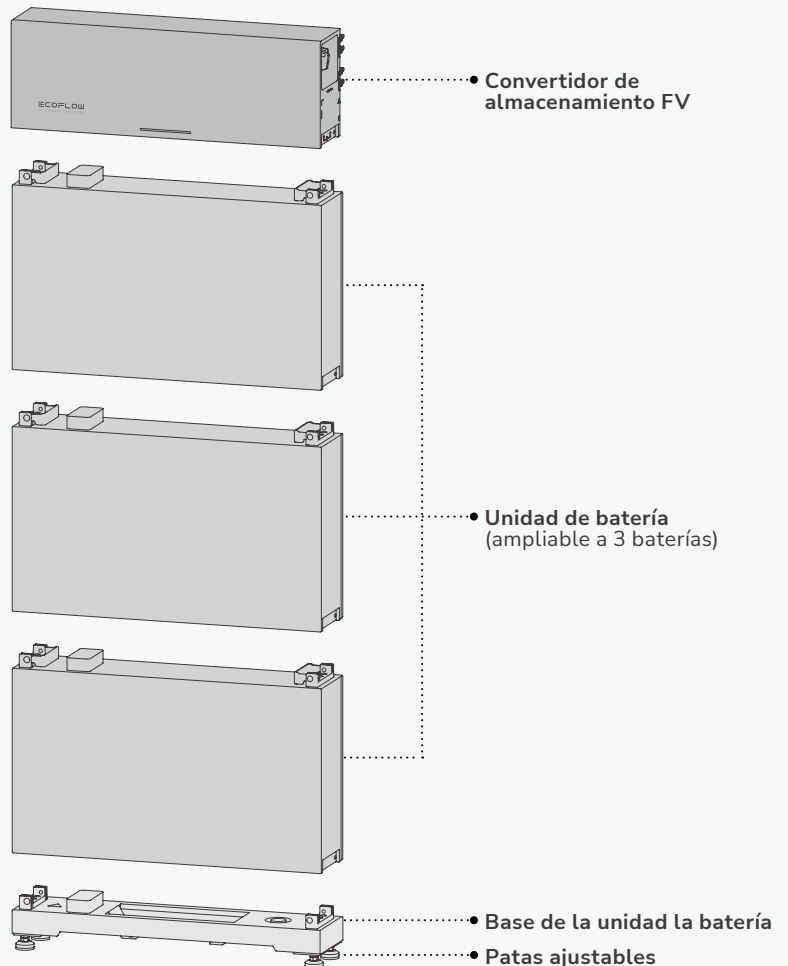 ECOFLOW
Convertidor de
almacenamiento FV
Unidad de batería
(ampliable a 3 baterías)
Base de la unidad la batería
Patas ajustables